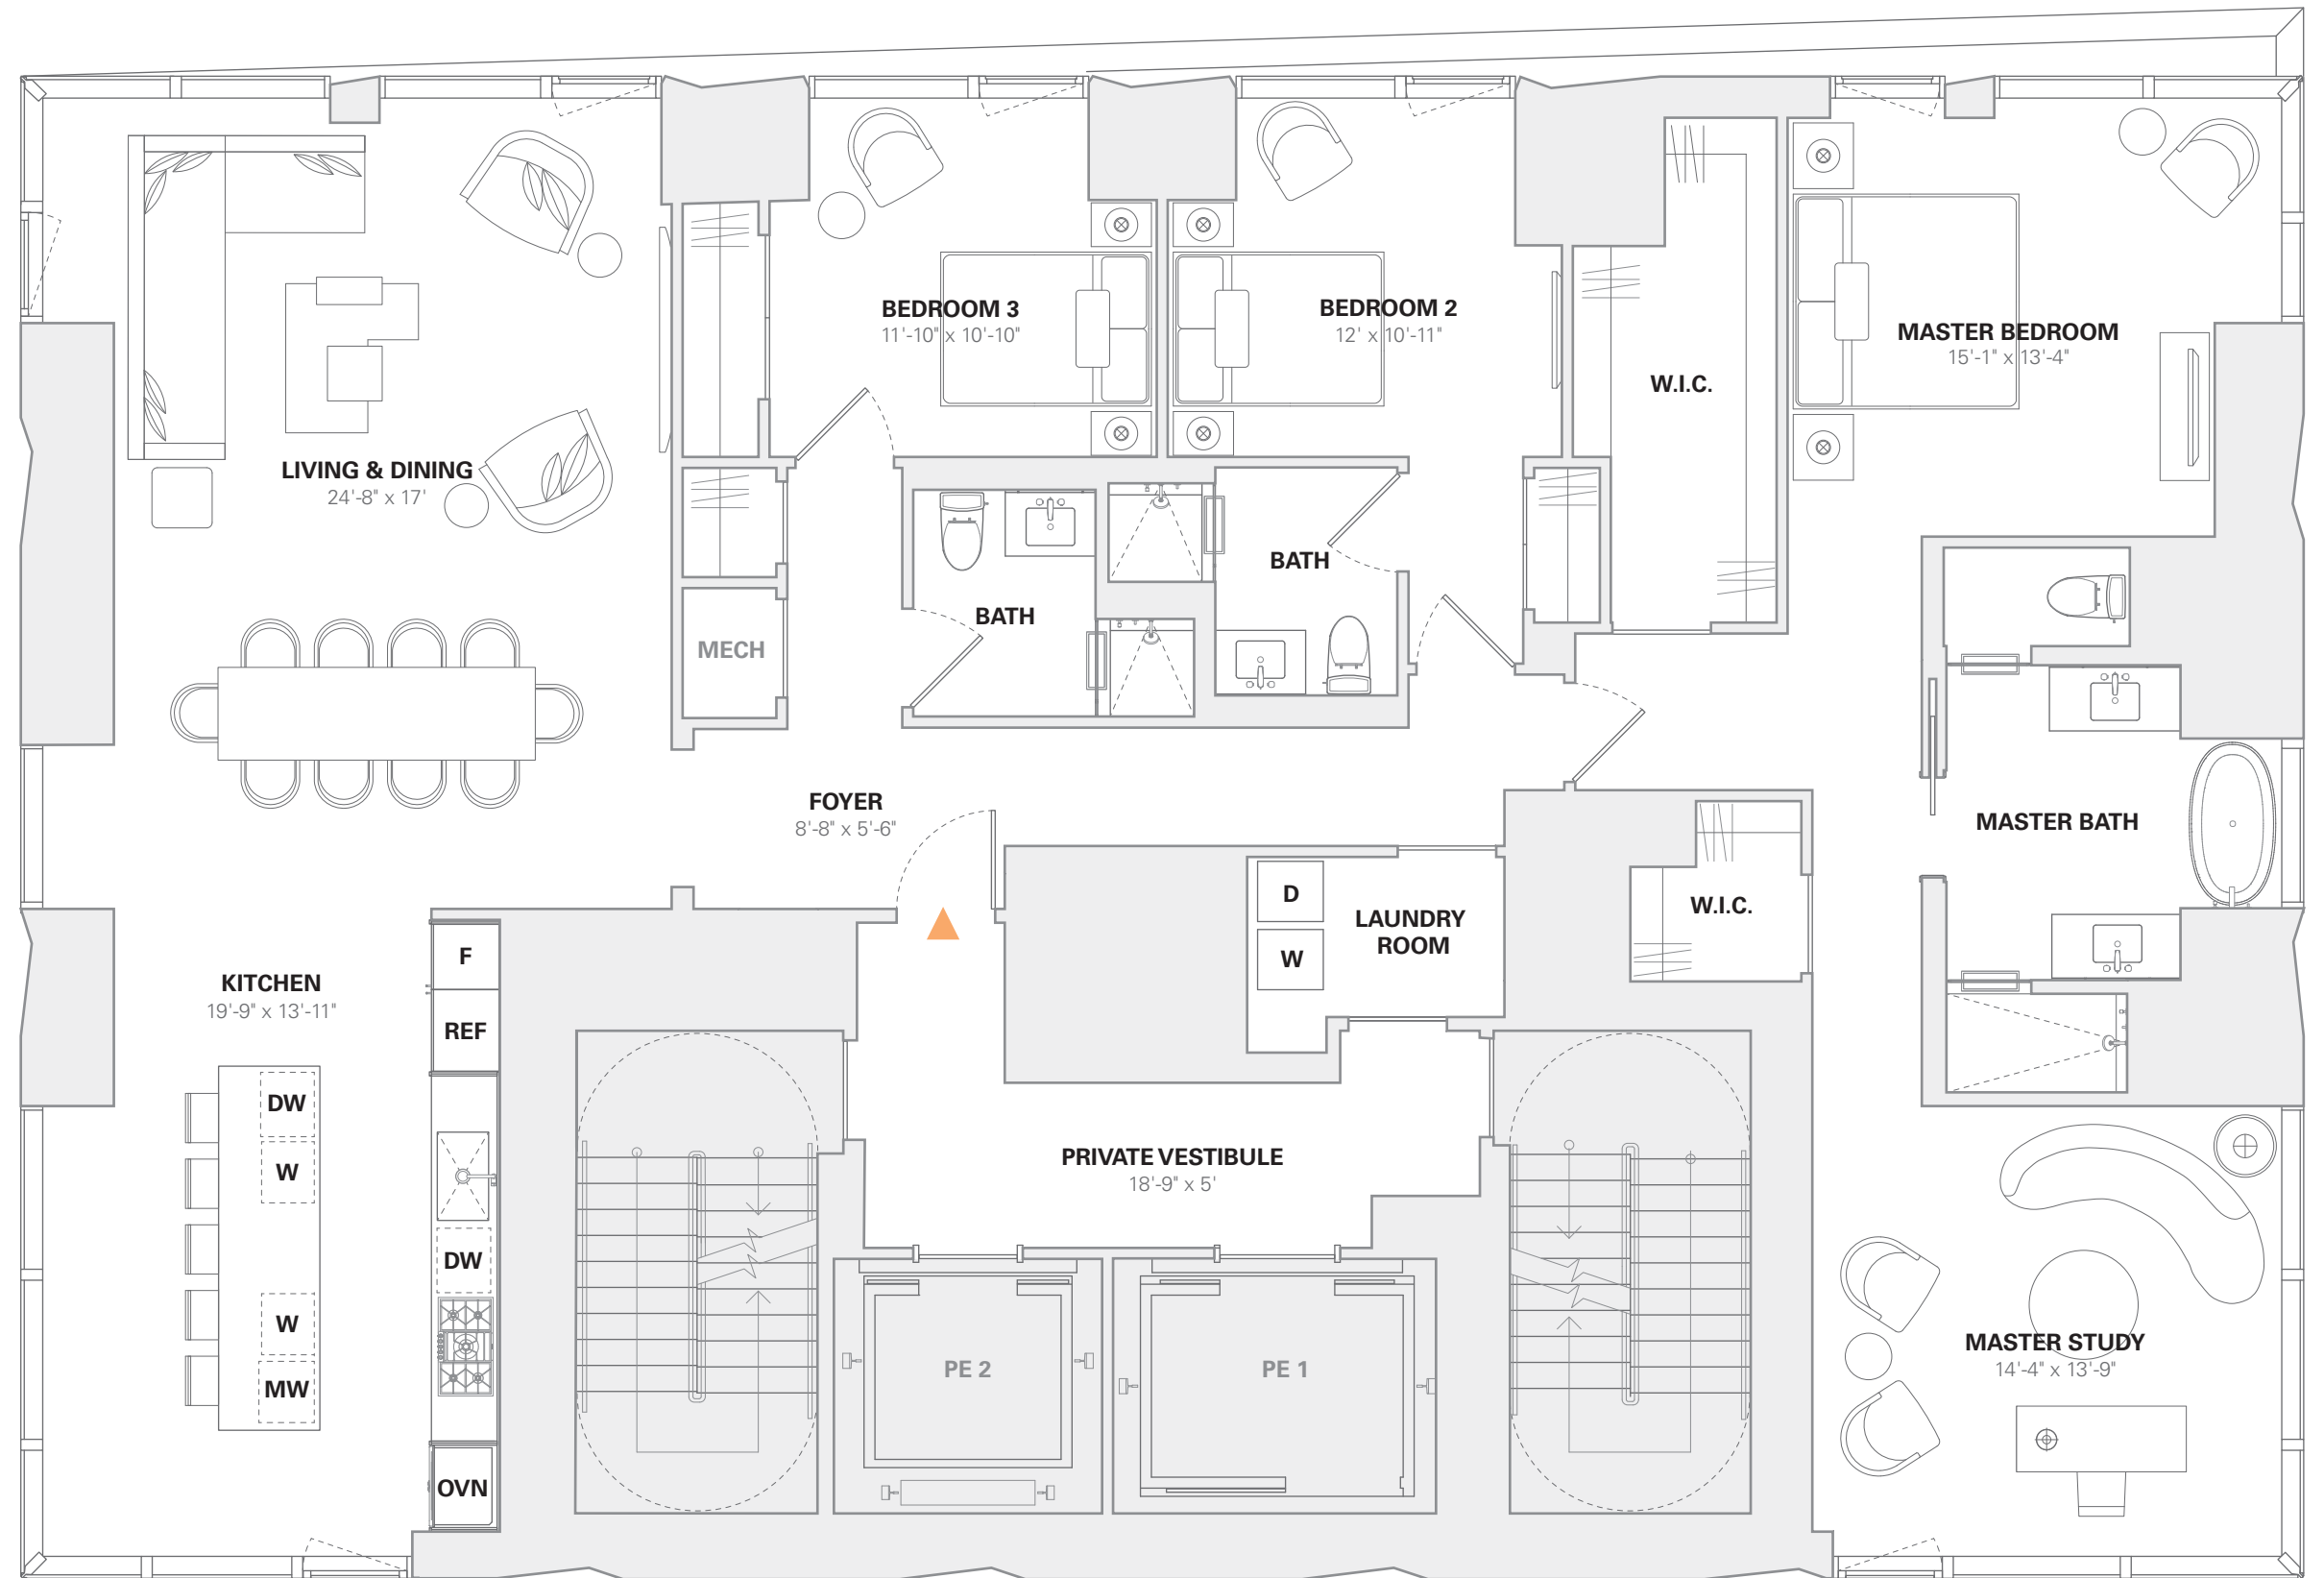 BEDROOM 3
11'-10" x 10'-10"
BEDROOM 2
12' x 10'-11"
MASTER BEDROOM
15'-1" x 13'-4"
W.I.C.
LIVING & DINING
24'-8" x 17'
BATH
BATH
MECH
FOYER
8'-8" x 5'-6"
MASTER BATH
D
W
LAUNDRY
ROOM
W.I.C.
KITCHEN
19'-9" x 13'-11"
F
REF
DW
W
DW
W
MW
OVN
PRIVATE VESTIBULE
18'-9" x 5'
PE 2
PE 1
MASTER STUDY
14'-4" x 13'-9"